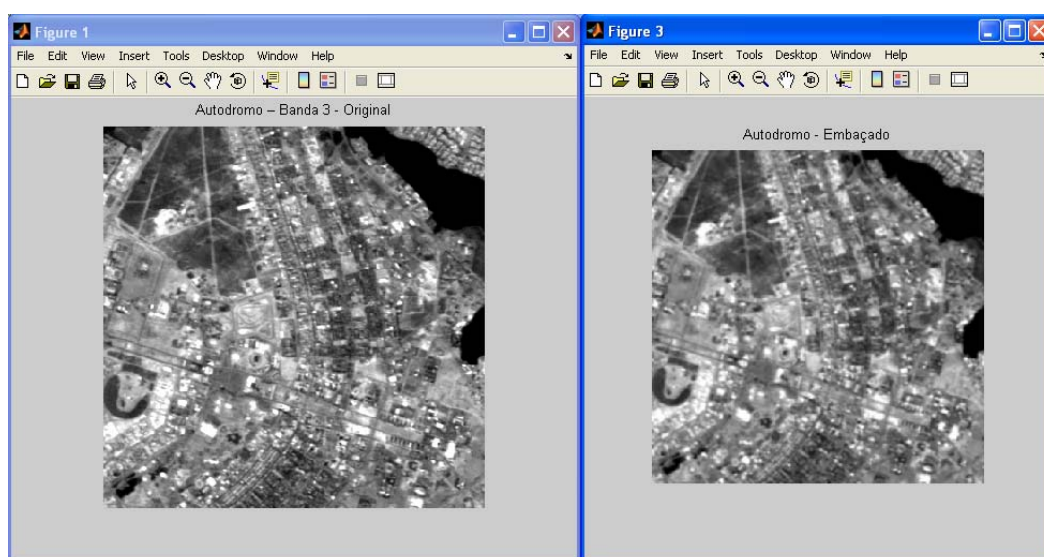 Figure 1
File Edit View Insert Tools Desktop Window Help
Autodromo – Banda 3 - Original
Figure 3
File Edit View Insert Tools Desktop Window Help
Autodromo - Embaçado